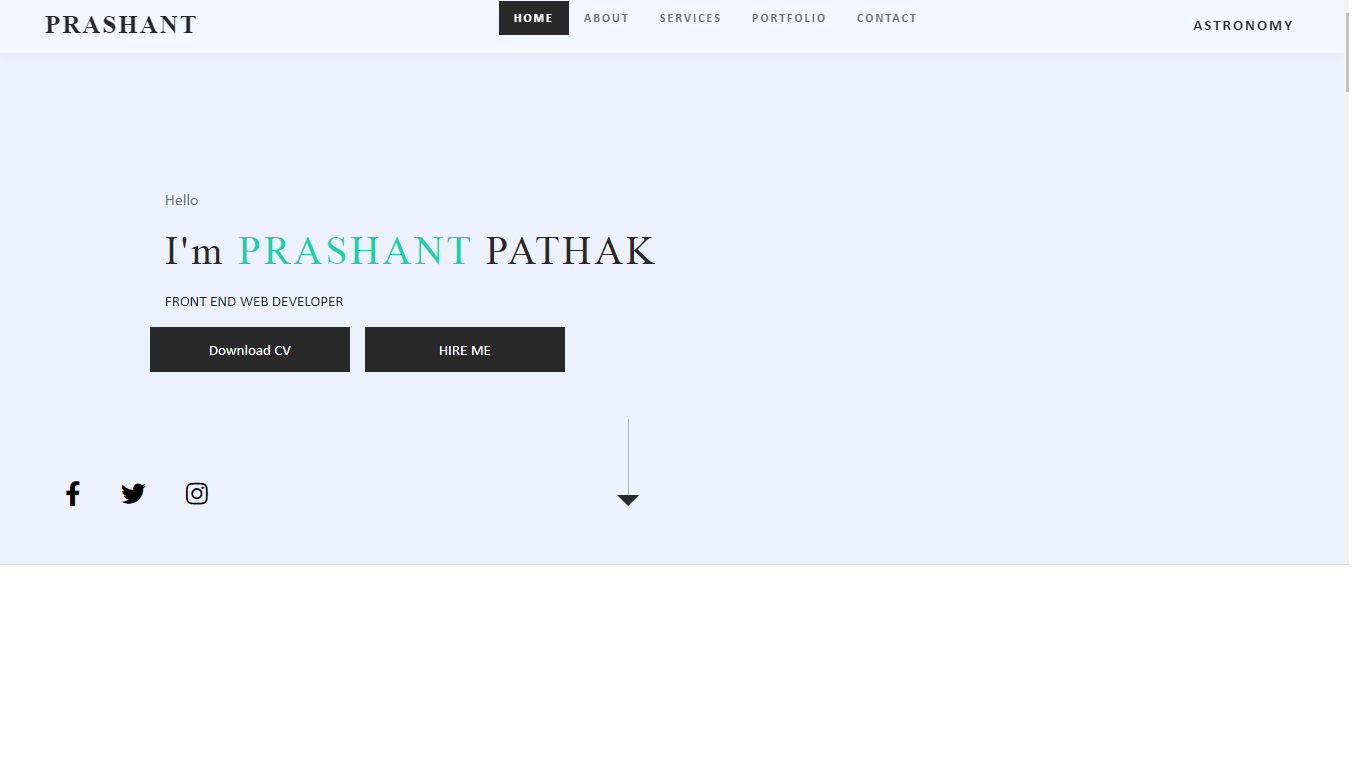 PRASHANT
HOME ABOUT SERVICES PORTFOLIO CONTACT
ASTRONOMY
Hello
I'm PRASHANT PATHAK
FRONT END WEB DEVELOPER
Download CV
HIRE ME